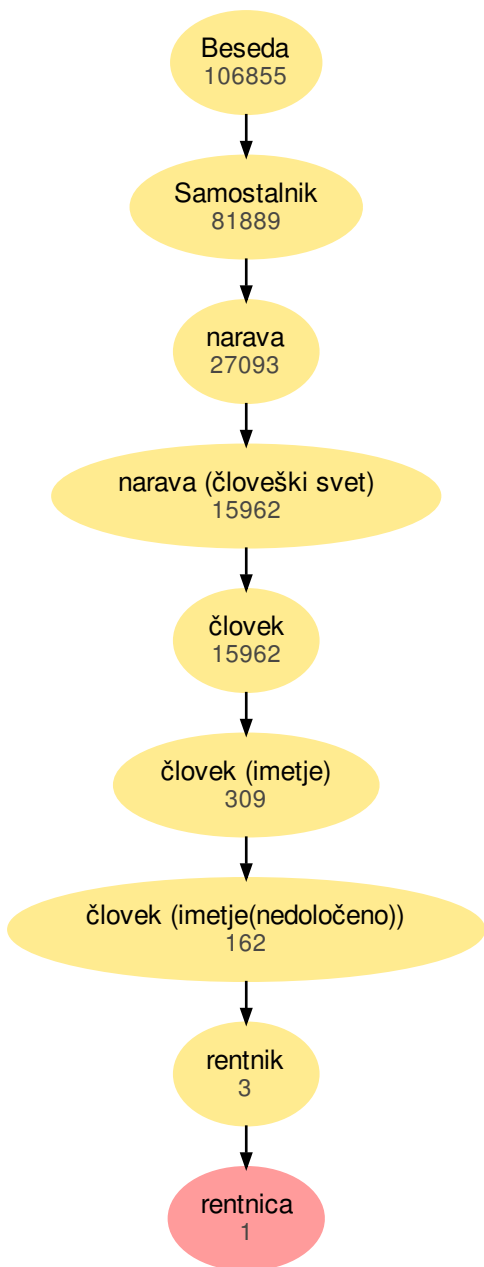 Beseda
106855
Samostalnik
81889
narava
27093
narava (človeški svet)
15962
človek
15962
človek (imetje)
309
človek (imetje(nedoločeno))
162
rentnik
3
rentnica
1